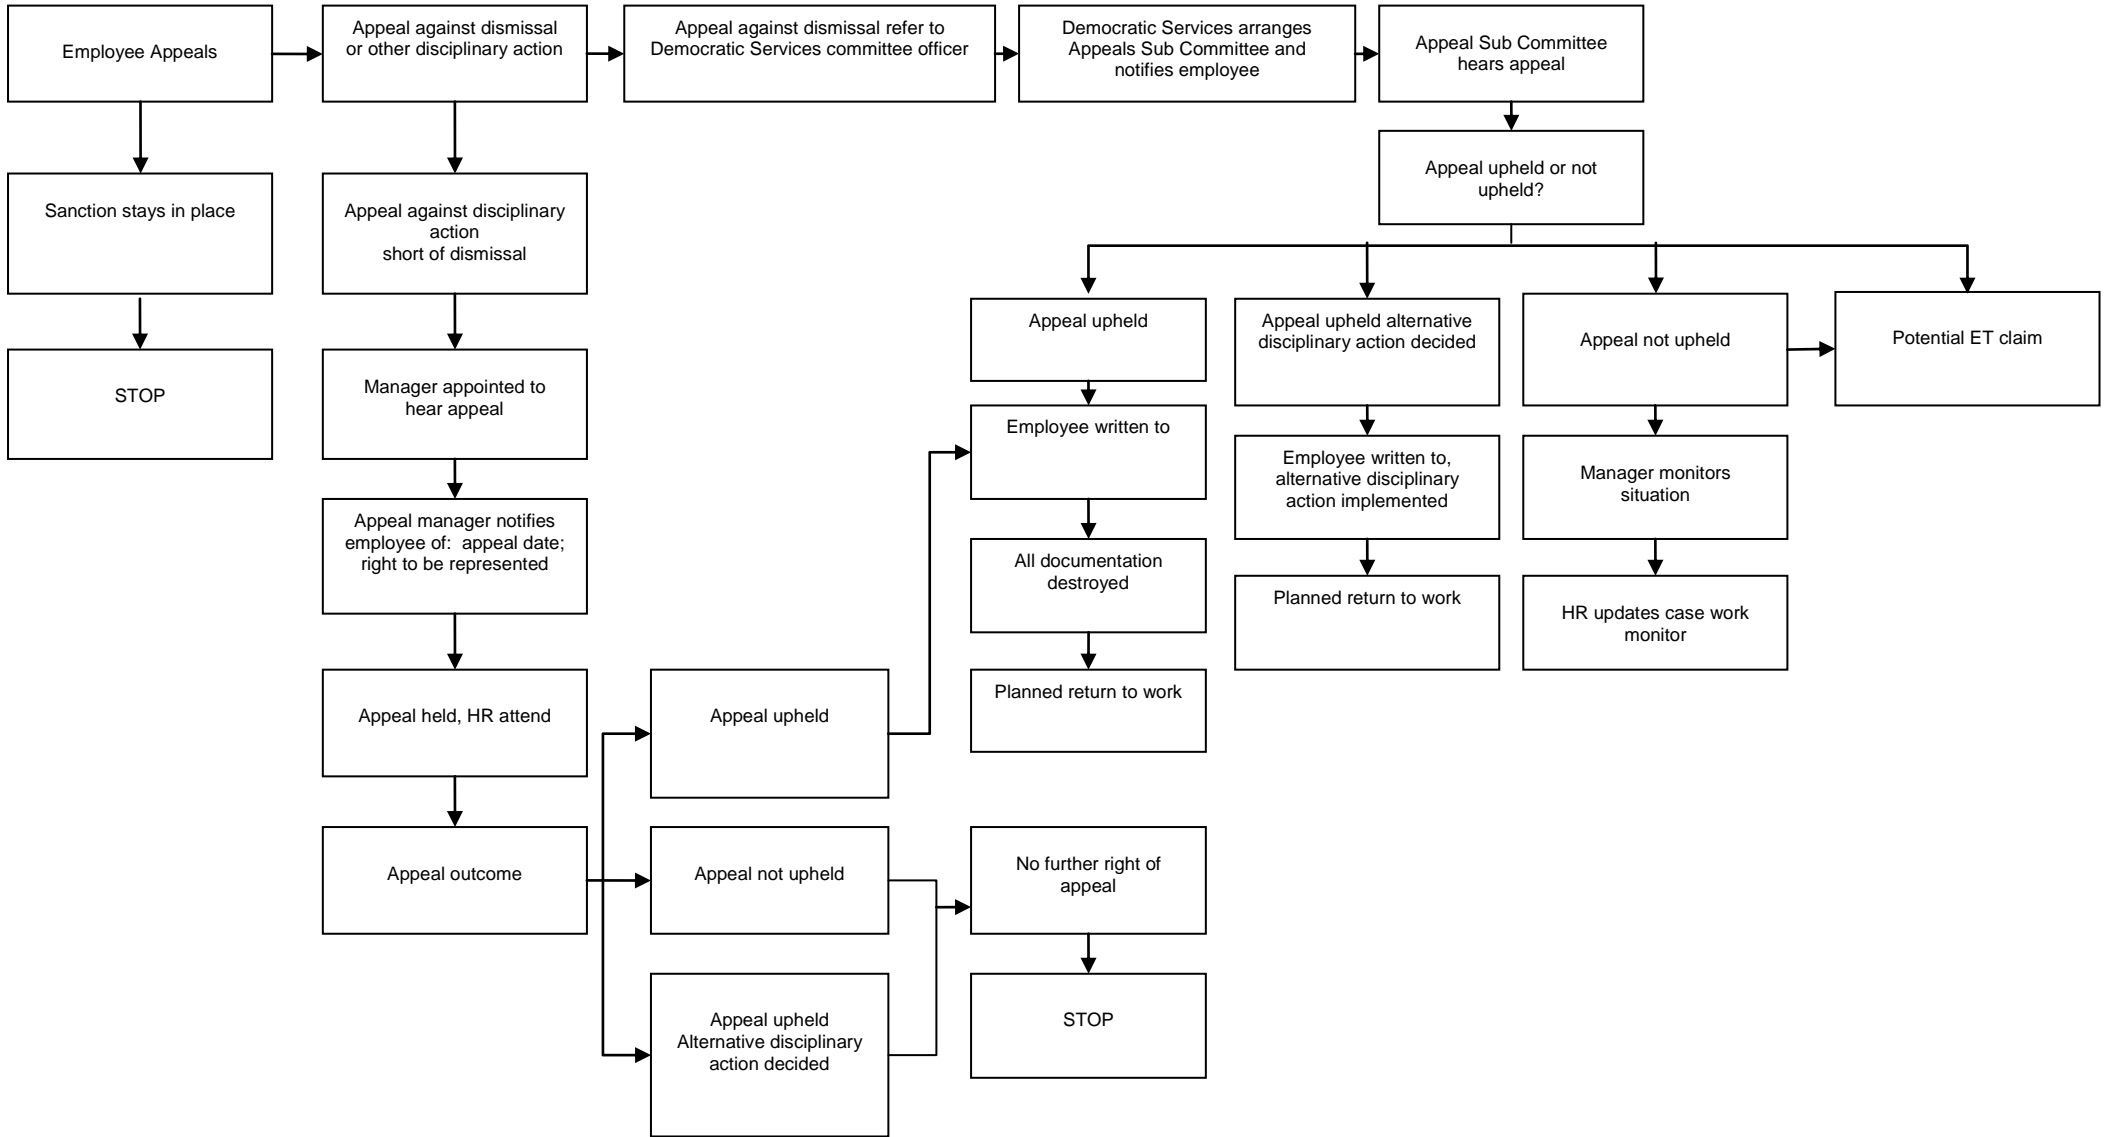 Employee Appeals
Appeal against dismissal
or other disciplinary action
Appeal against dismissal refer to
Democratic Services committee officer
Democratic Services arranges
Appeals Sub Committee and
notifies employee
Appeal Sub Committee
hears appeal
Appeal upheld or not
upheld?
Sanction stays in place
STOP
Appeal against disciplinary
action
short of dismissal
Manager appointed to
hear appeal
Appeal manager notifies
employee of:  appeal date;
right to be represented
Appeal held, HR attend
Appeal outcome
Appeal upheld
Appeal not upheld
Appeal upheld
Alternative disciplinary
action decided
No further right of
appeal
STOP
Appeal upheld
Employee written to
All documentation
destroyed
Planned return to work
Appeal upheld alternative
disciplinary action decided
Employee written to,
alternative disciplinary
action implemented
Planned return to work
Appeal not upheld
Manager monitors
situation
HR updates case work
monitor
Potential ET claim